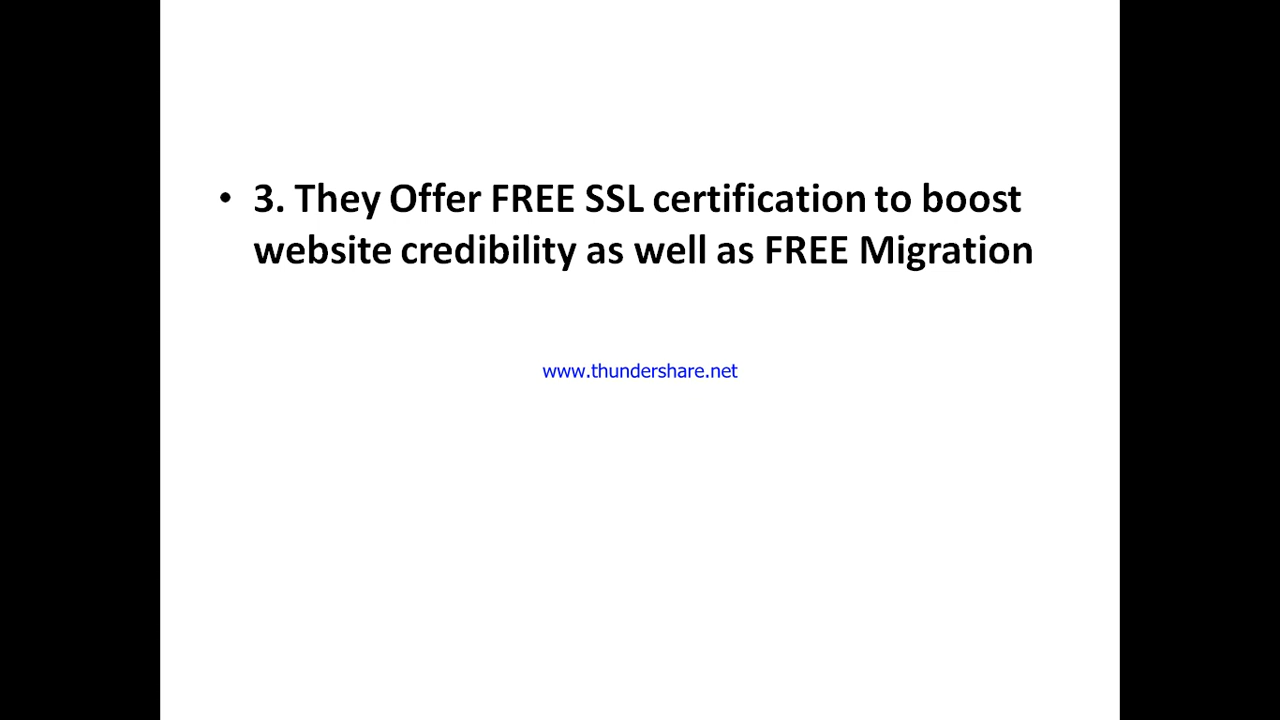 • 3. They Offer FREE SSL certification to boost
website credibility as well as FREE Migration
www.thundershare.net